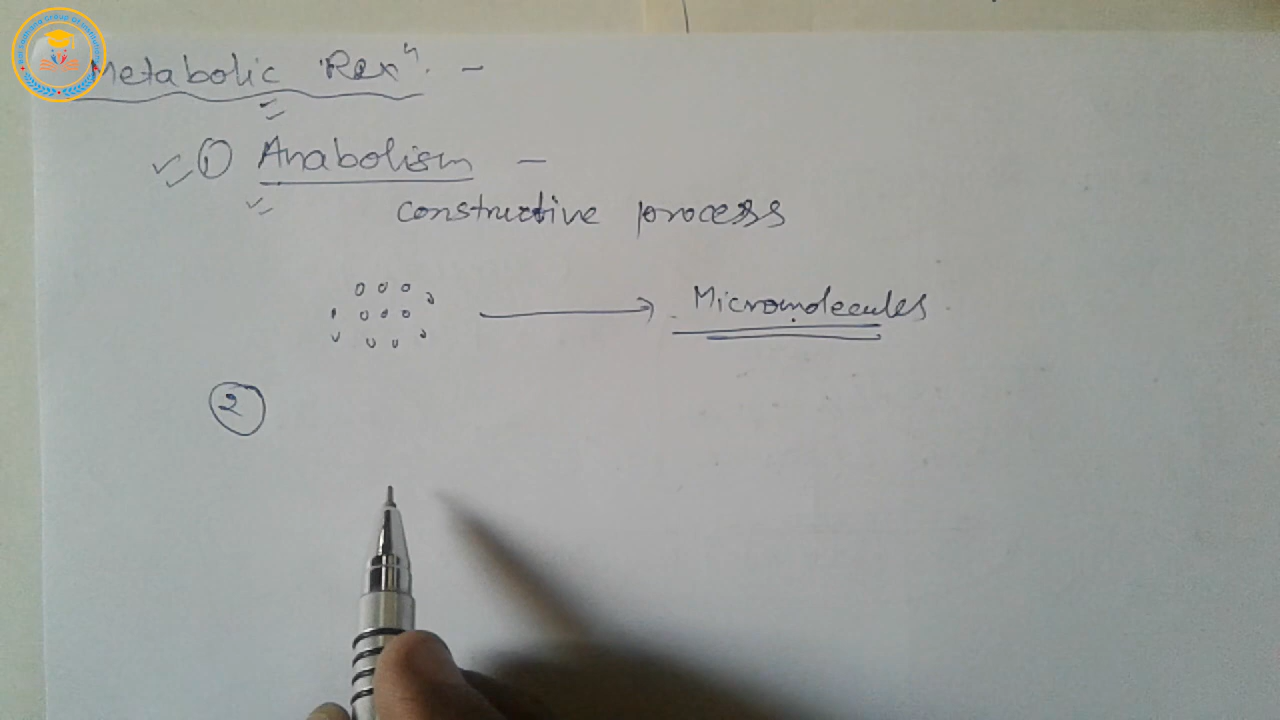 Metabolic Rexⁿ. -
① Anabolism -
constructive process
Micromolecules
②